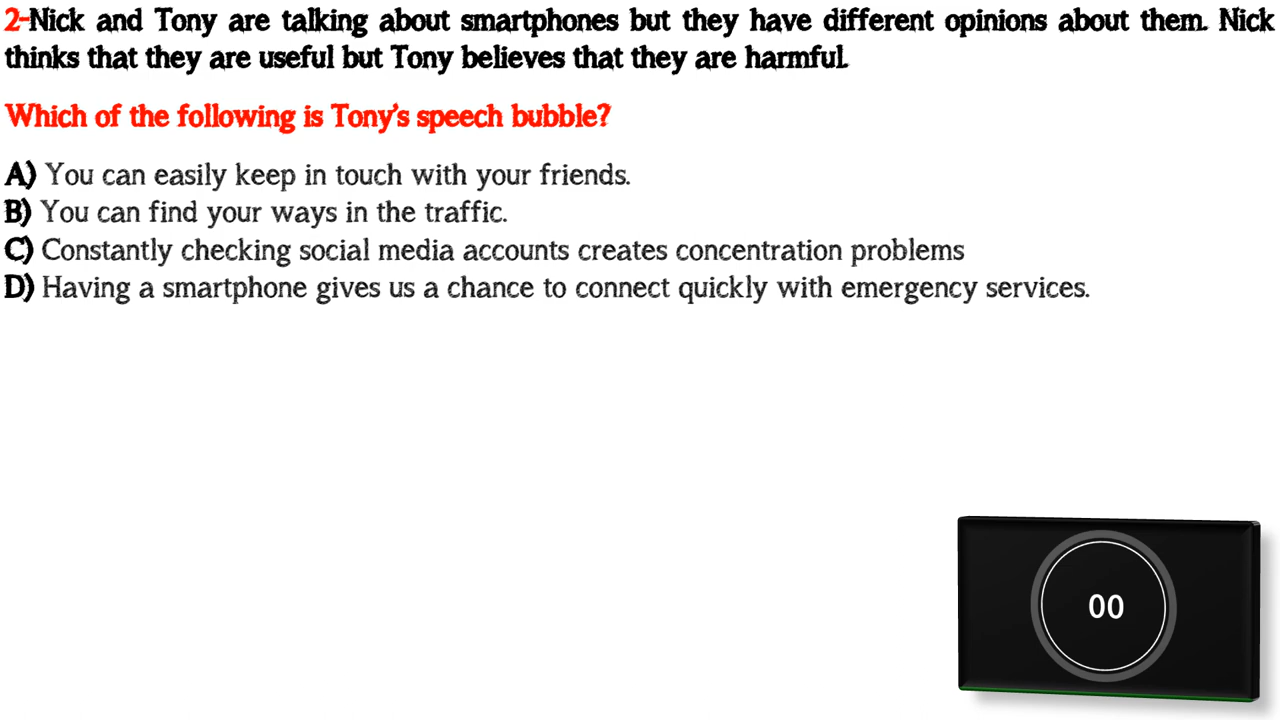 2-Nick and Tony are talking about smartphones but they have different opinions about them. Nick
thinks that they are useful but Tony believes that they are harmful.
Which of the following is Tony's speech bubble?
A) You can easily keep in touch with your friends.
B) You can find your ways in the traffic.
C) Constantly checking social media accounts creates concentration problems
D) Having a smartphone gives us a chance to connect quickly with emergency services.
00